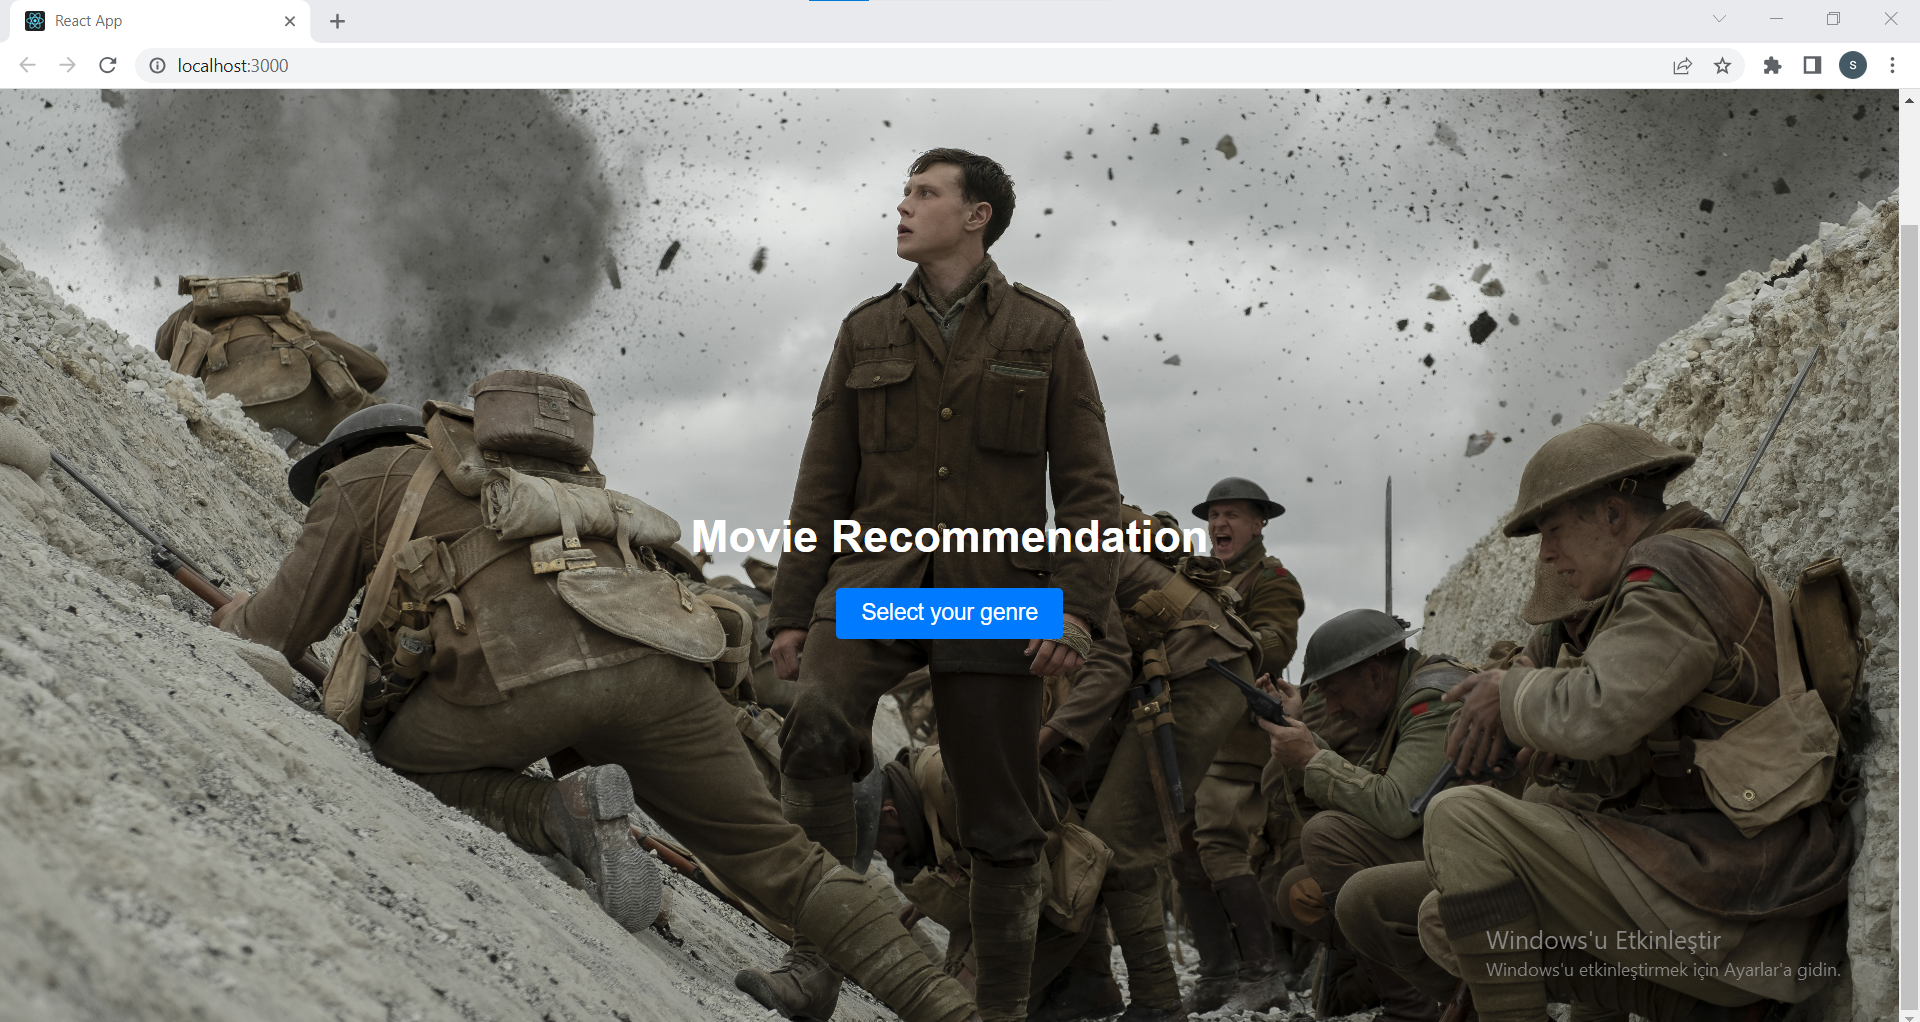 React App
localhost:3000
S
Movie Recommendation
Select your genre
Windows'u Etkinleştir
Windows'u etkinleştirmek için Ayarlar'a gidin.